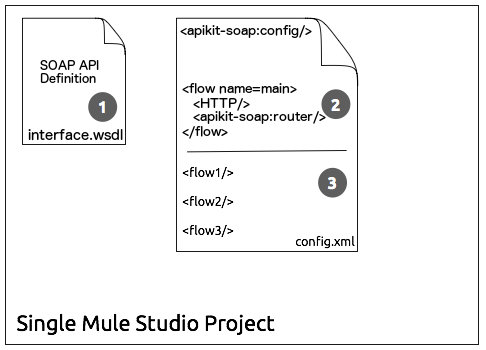 SOAP API
Definition
1
interface.wsdl
<apikit-soap:config/>
<flow name=main>
<HTTP/>
<apikit-soap:router/>
</flow>
2
<flow1/>
3
<flow2/>
<flow3/>
config.xml
Single Mule Studio Project